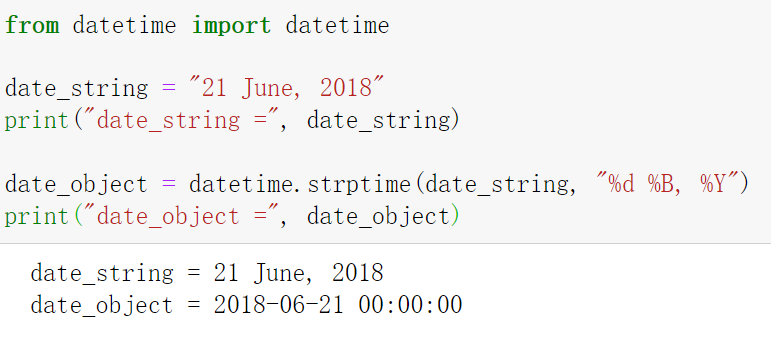 from datetime import datetime
date_string = "21 June, 2018"
print("date_string =", date_string)
date_object = datetime.strptime(date_string, "%d %B, %Y")
print("date_object =", date_object)
date_string = 21 June, 2018
date_object = 2018-06-21 00:00:00